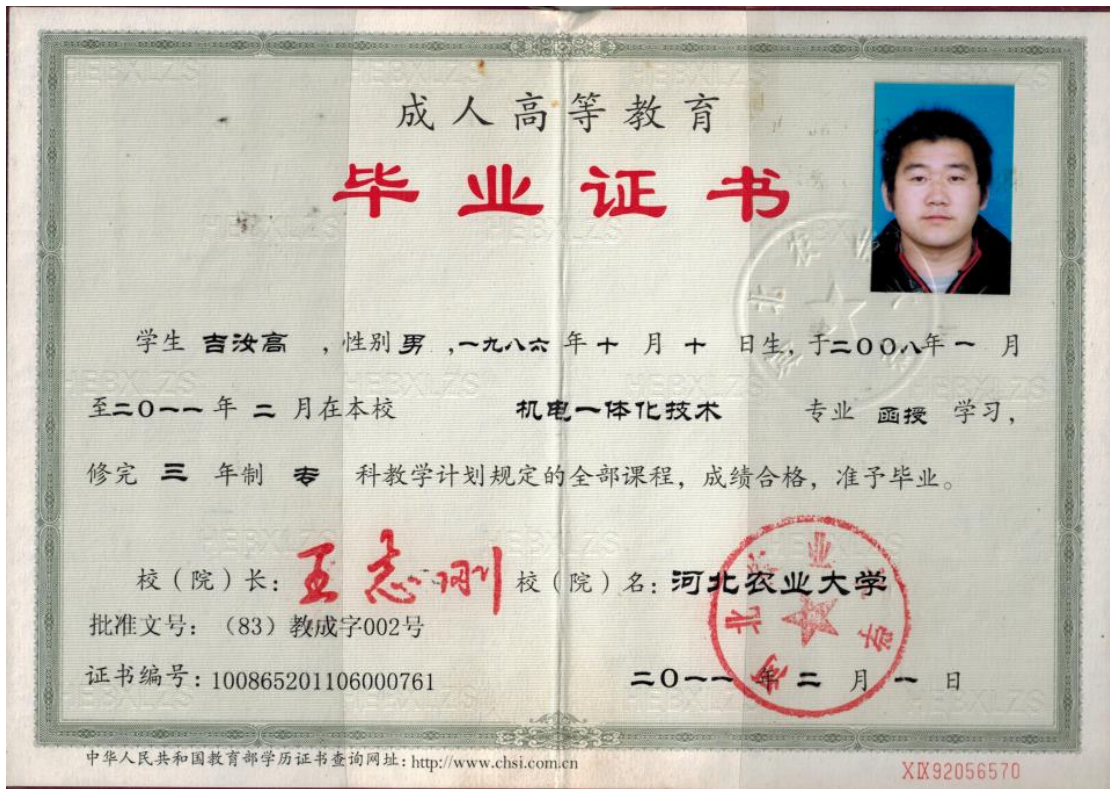 成人高等教育
毕业证书
学生 吉汝高 ,性别 男 ,一九八六 年 十 月 十 日生, 于二〇〇八年 一 月
至二〇一一 年 二 月在本校 机电一体化技术 专业 函授 学习,
修完 三 年制 专 科教学计划规定的全部课程, 成绩合格, 准予毕业。
校(院)长: 王志刚 校(院)名: 河北农业大学
批准文号: (83)教成字002号
证书编号: 100865201106000761 二〇一一 年 二 月 一 日
中华人民共和国教育部学历证书查询网址: http://www.chsi.com.cn
XIX92056570
HEBXLZS